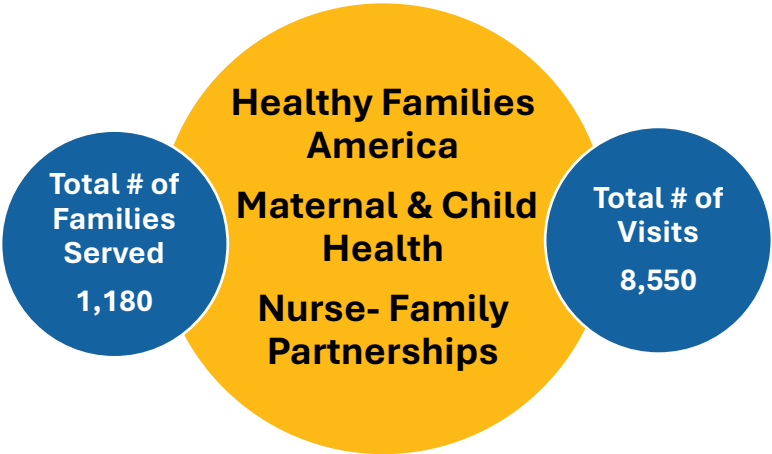 Total # of
Families
Served
1,180
Healthy Families
America
Maternal & Child
Health
Nurse- Family
Partnerships
Total # of
Visits
8,550